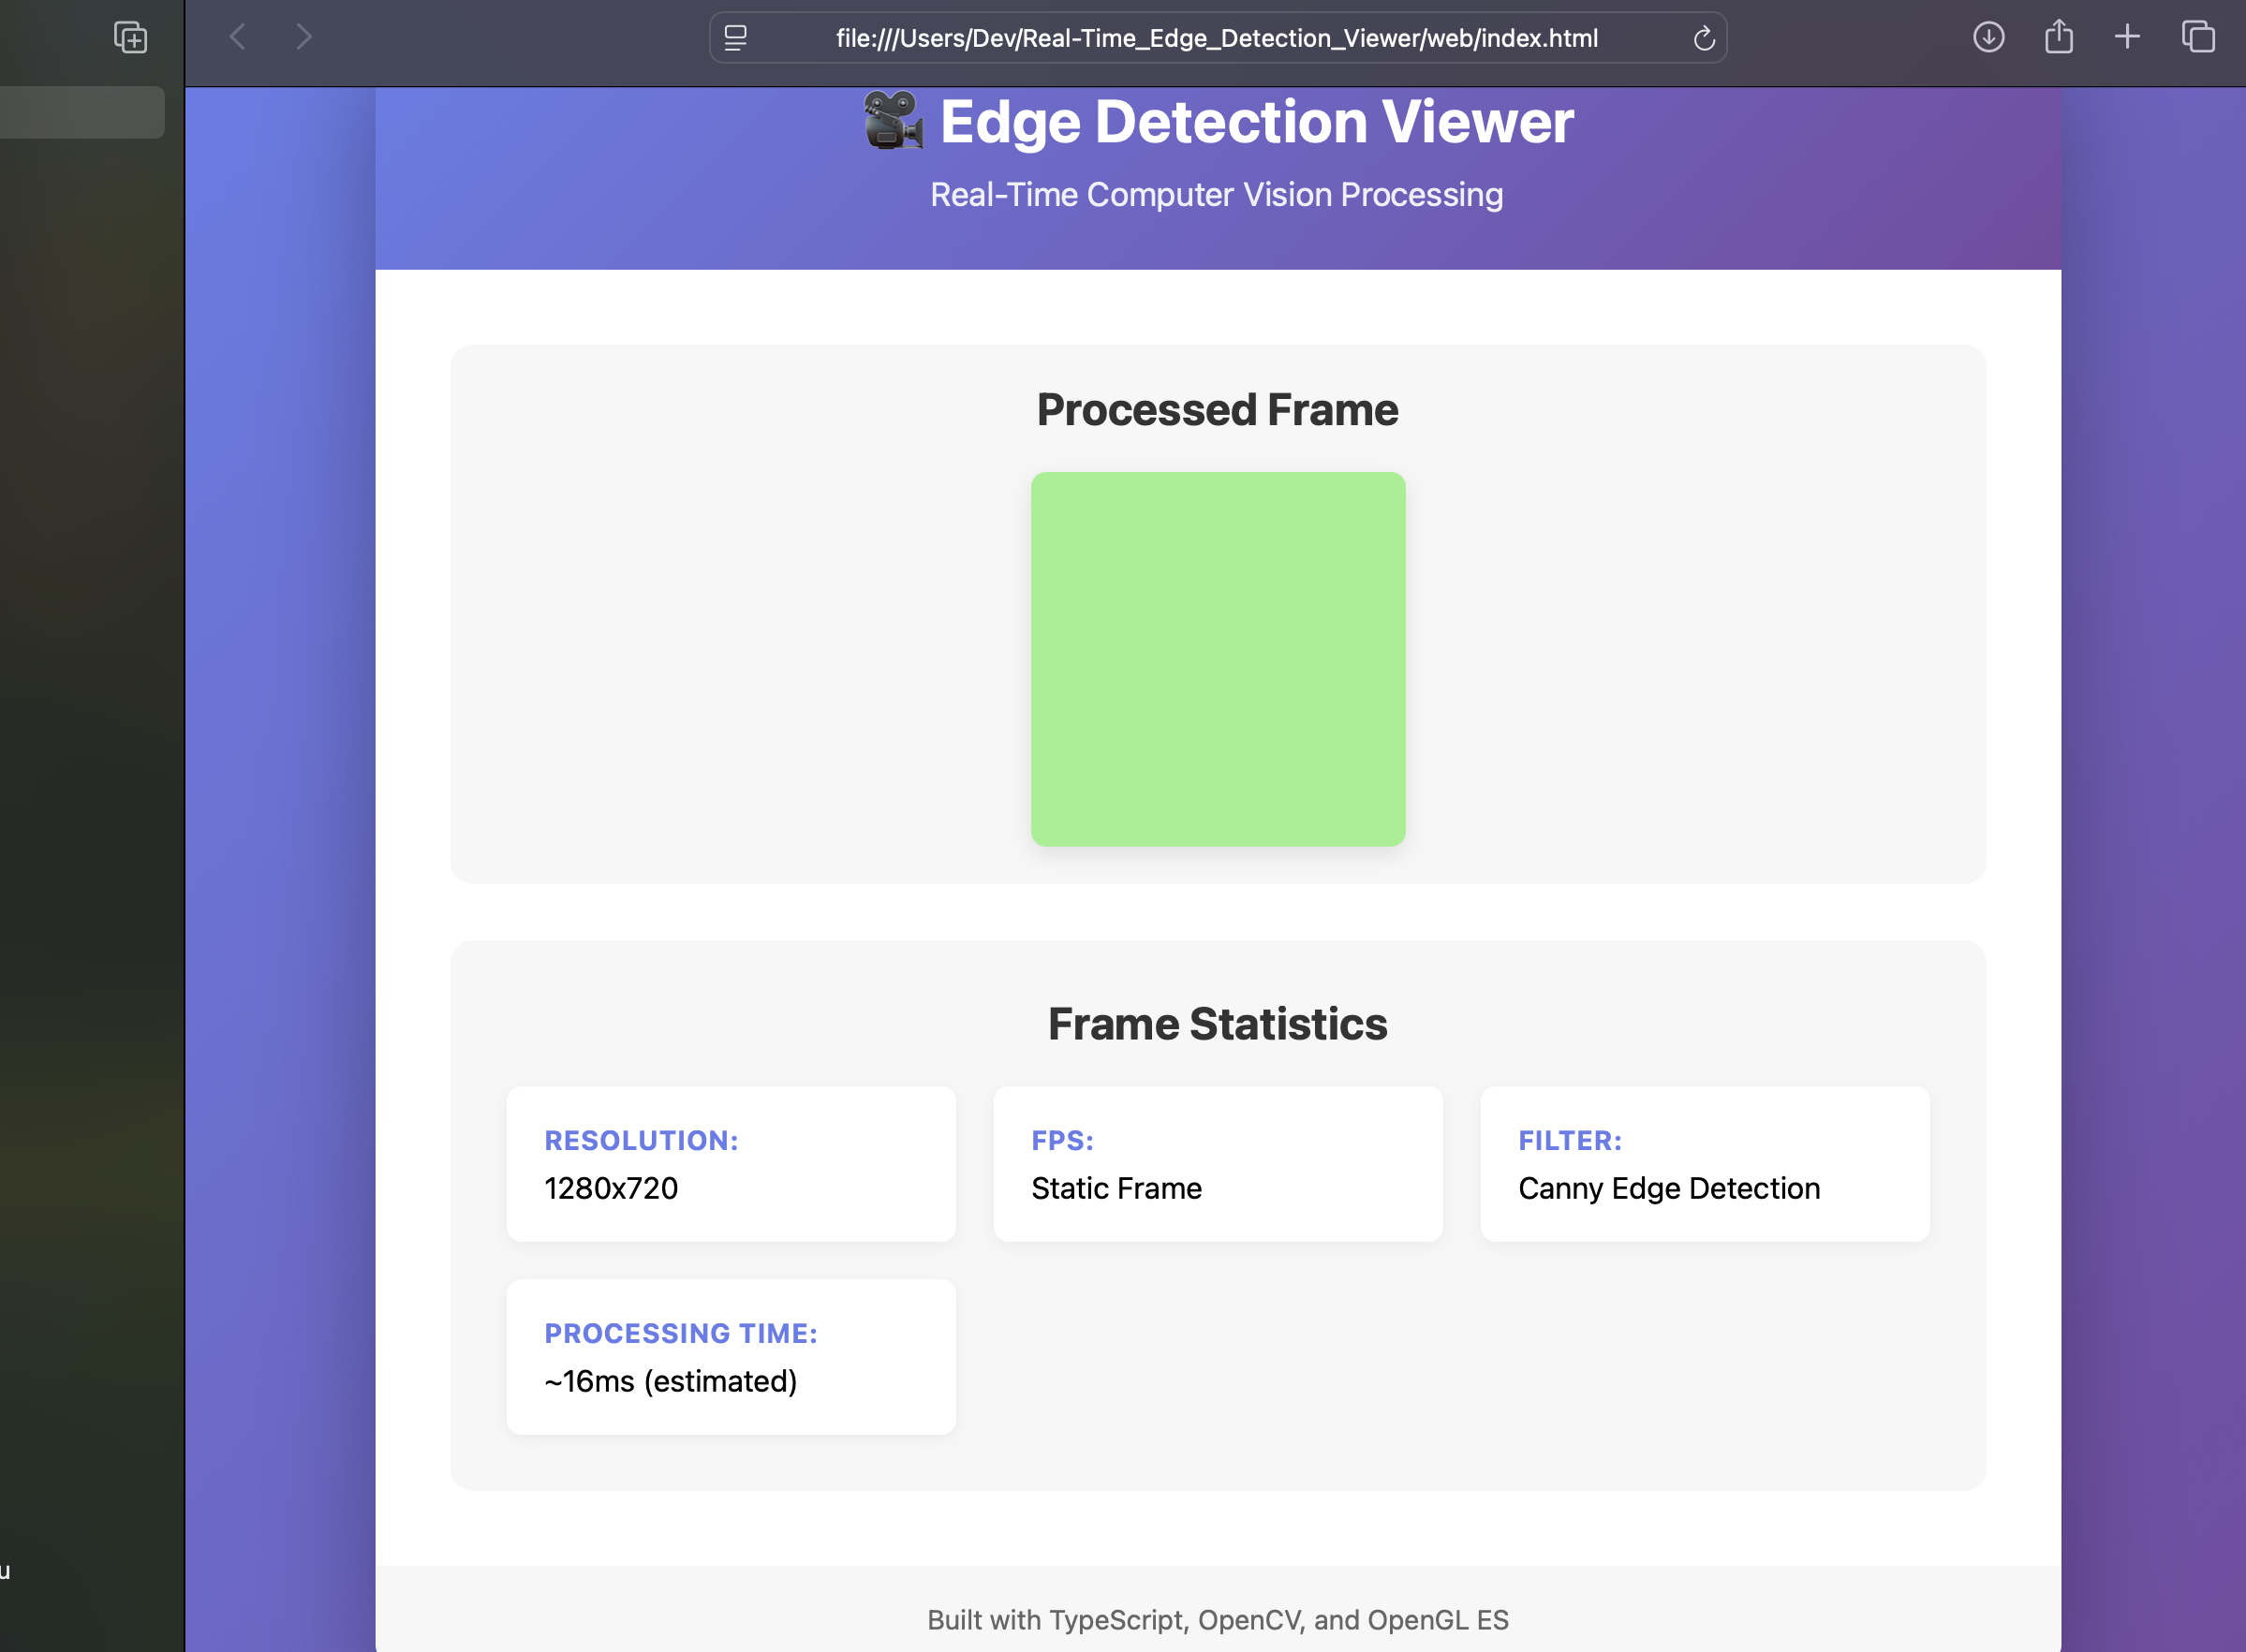 file:///Users/Dev/Real-Time_Edge_Detection_Viewer/web/index.html
Edge Detection Viewer
Real-Time Computer Vision Processing
Processed Frame
Frame Statistics
RESOLUTION:
1280x720
FPS:
Static Frame
FILTER:
Canny Edge Detection
PROCESSING TIME:
~16ms (estimated)
u
Built with TypeScript, OpenCV, and OpenGL ES